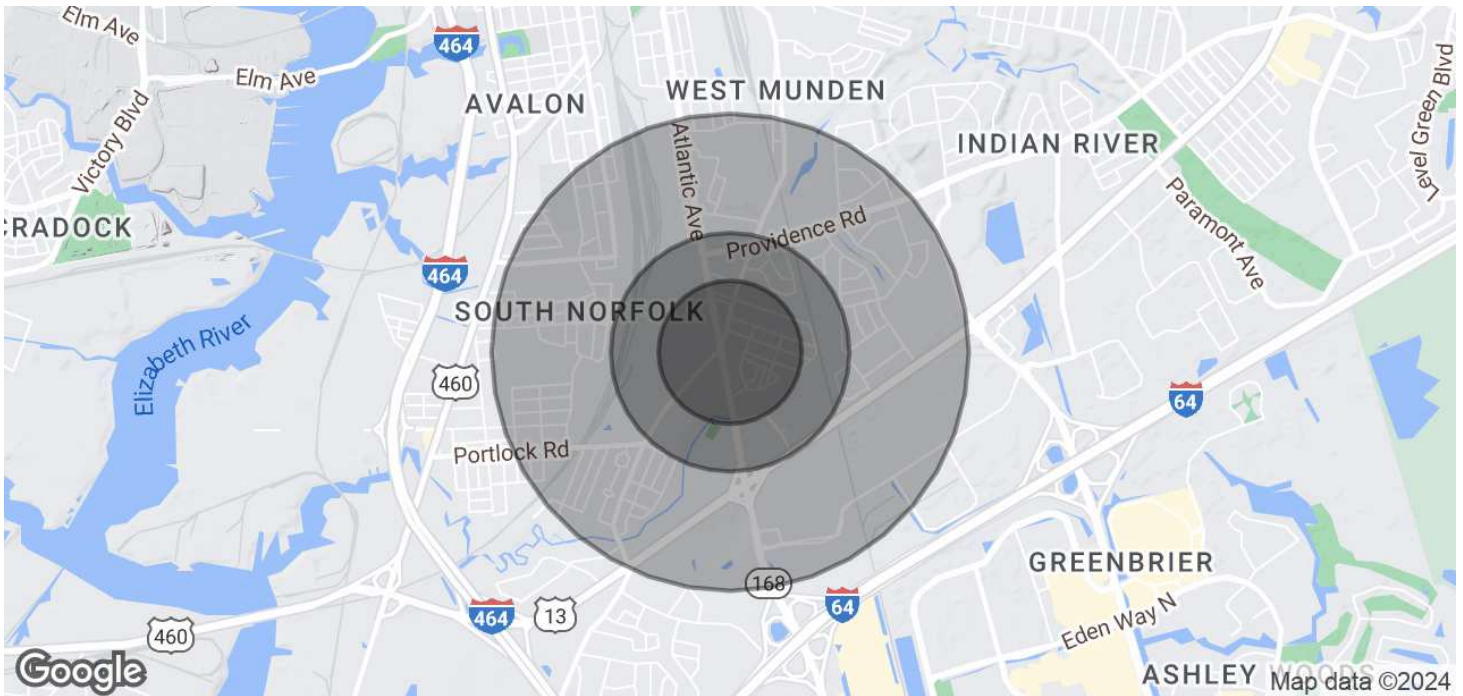 Elm Ave
464
Elm Ave
AVALON
WEST MUNDEN
Victory Blvd
Atlantic Ave
INDIAN RIVER
Level Green Blvd
Paramont Ave
CRADOCK
Providence Rd
464
SOUTH NORFOLK
Elizabeth River
460
64
Portlock Rd
GREENBRIER
168
64
464
13
460
Eden Way N
Google
ASHLEY WOODS
Map data ©2024